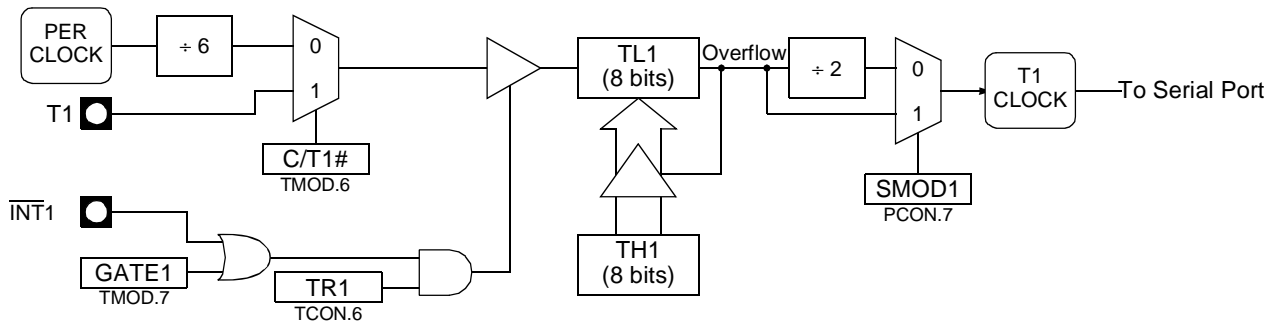 PER
CLOCK
÷ 6
0
1
T1
C/T1#
TMOD.6
INT1
GATE1
TMOD.7
TR1
TCON.6
TL1
(8 bits)
Overflow
TH1
(8 bits)
÷ 2
0
1
SMOD1
PCON.7
T1
CLOCK
To Serial Port